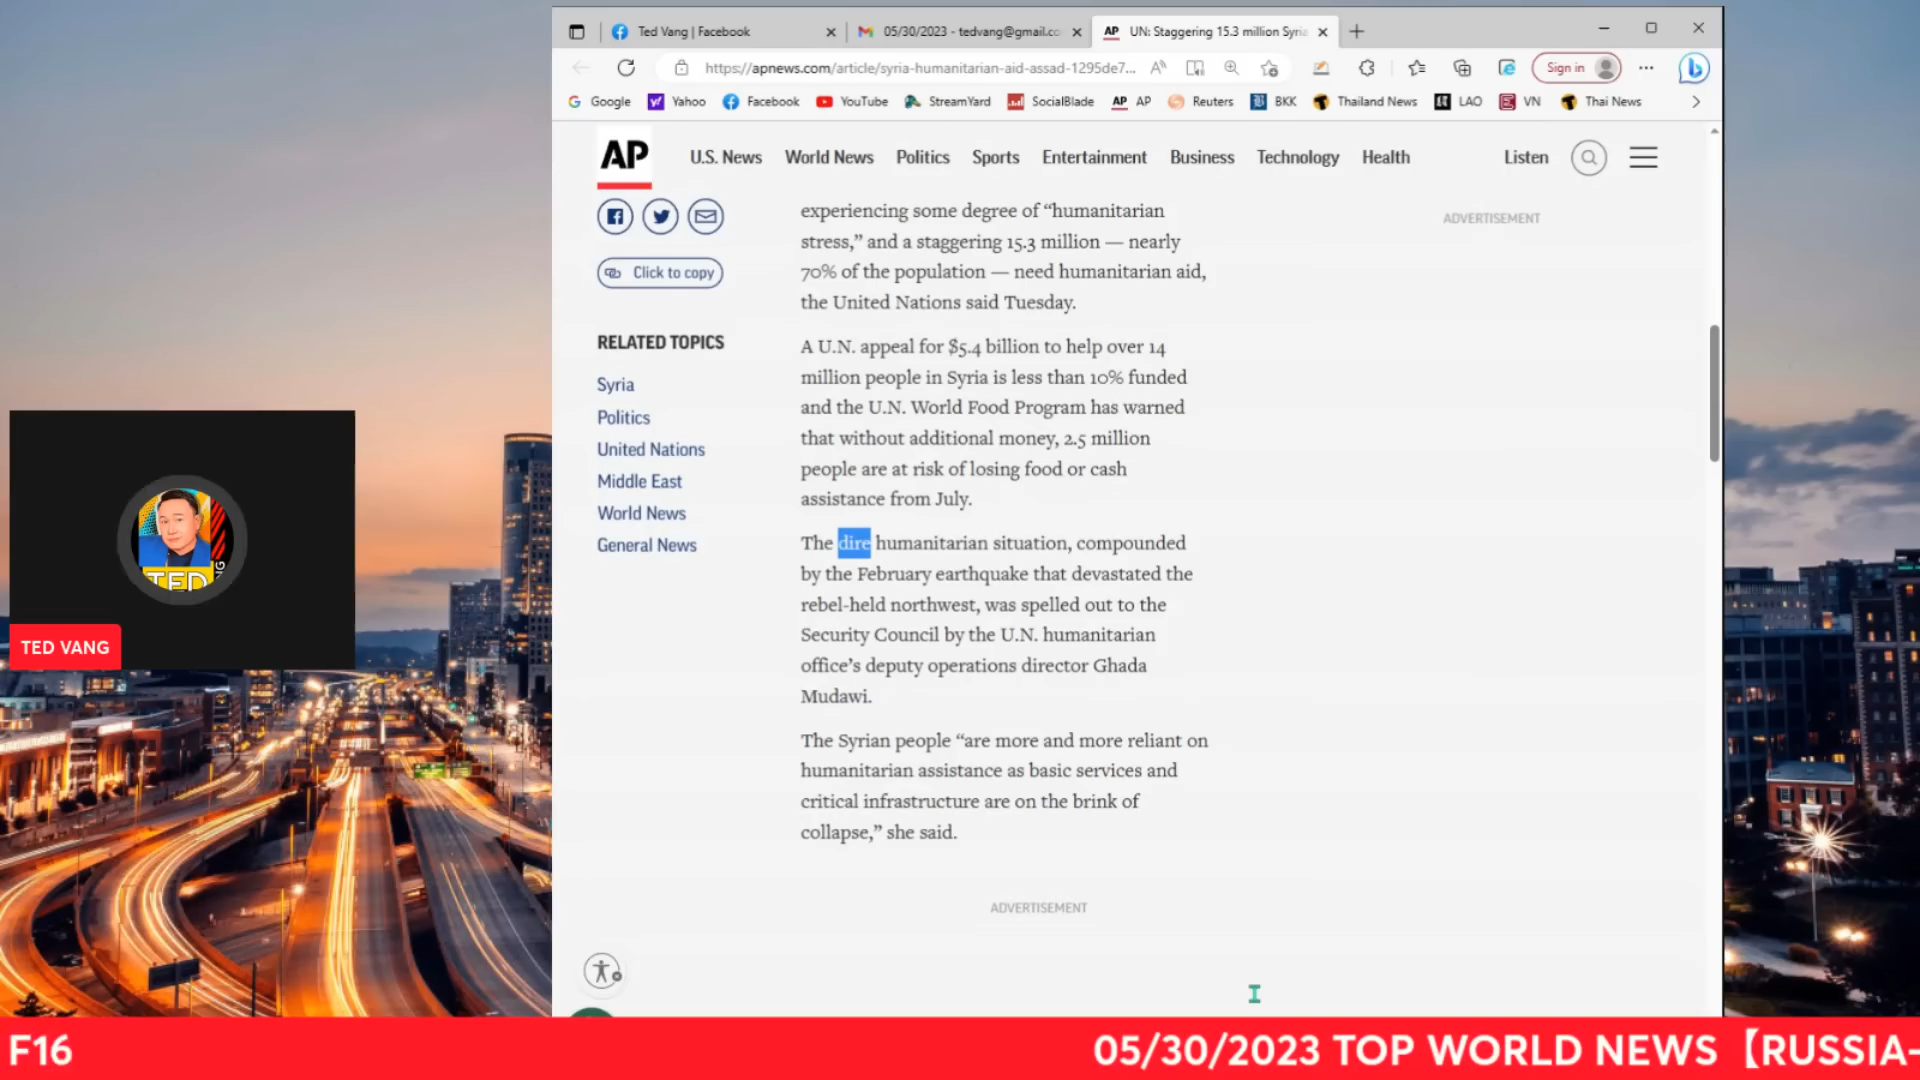 Ted Vang | Facebook
05/30/2023 - tedvang@gmail.co
AP UN: Staggering 15.3 million Syria
https://apnews.com/article/syria-humanitarian-aid-assad-1295de7...
Sign in
Google
Yahoo
Facebook
YouTube
StreamYard
SocialBlade
AP AP
Reuters
BKK
Thailand News
LAO
VN
Thai News
AP
U.S. News
World News
Politics
Sports
Entertainment
Business
Technology
Health
Listen
Click to copy
RELATED TOPICS
Syria
Politics
United Nations
Middle East
World News
General News
experiencing some degree of “humanitarian
stress,” and a staggering 15.3 million — nearly
70% of the population — need humanitarian aid,
the United Nations said Tuesday.
A U.N. appeal for $5.4 billion to help over 14
million people in Syria is less than 10% funded
and the U.N. World Food Program has warned
that without additional money, 2.5 million
people are at risk of losing food or cash
assistance from July.
The dire humanitarian situation, compounded
by the February earthquake that devastated the
rebel-held northwest, was spelled out to the
Security Council by the U.N. humanitarian
office’s deputy operations director Ghada
Mudawi.
The Syrian people “are more and more reliant on
humanitarian assistance as basic services and
critical infrastructure are on the brink of
collapse,” she said.
ADVERTISEMENT
ADVERTISEMENT
TED
TED VANG
F16
05/30/2023 TOP WORLD NEWS【RUSSIA-